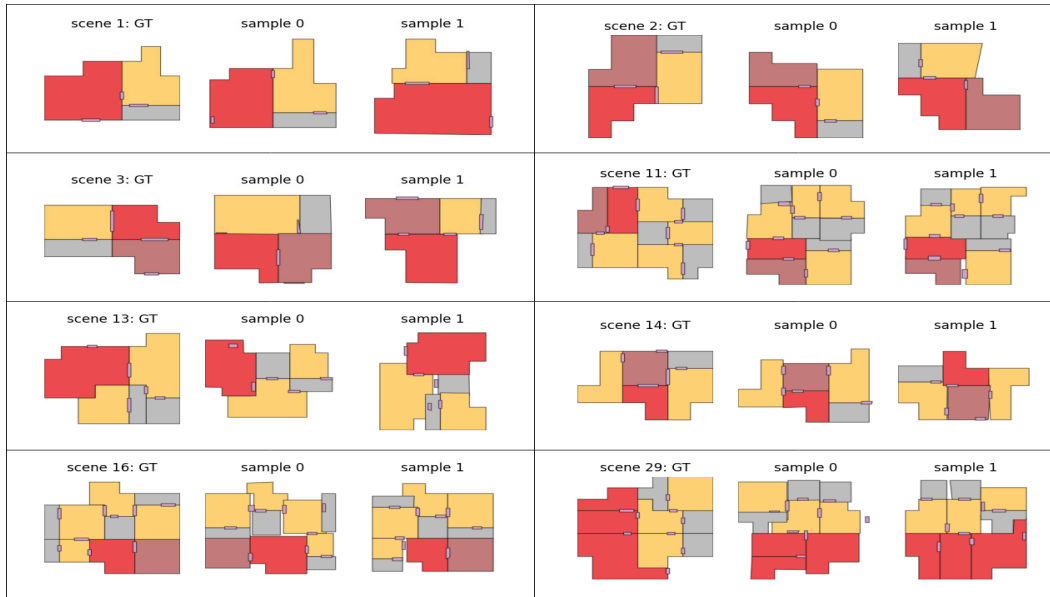 scene 1: GT sample 0 sample 1
scene 2: GT sample 0 sample 1
scene 3: GT sample 0 sample 1
scene 11: GT sample 0 sample 1
scene 13: GT sample 0 sample 1
scene 14: GT sample 0 sample 1
scene 16: GT sample 0 sample 1
scene 29: GT sample 0 sample 1